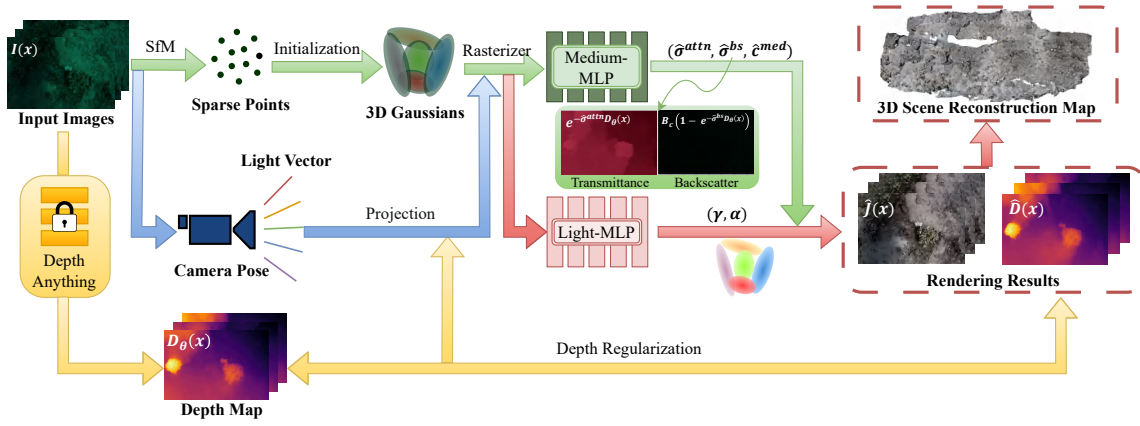 I(x)
Input Images
SfM
Sparse Points
Initialization
3D Gaussians
Rasterizer
Medium-
MLP
(σ̂^{attn}, σ̂^{bs}, ĉ^{med})
3D Scene Reconstruction Map
e^{-σ̂^{attn}D_θ(x)}
B_c(1 − e^{-σ̂^{bs}D_θ(x)})
Transmittance
Backscatter
Light Vector
Camera Pose
Projection
Light-MLP
(γ, α)
Ĵ(x)
D̂(x)
Rendering Results
Depth
Anything
D_θ(x)
Depth Map
Depth Regularization